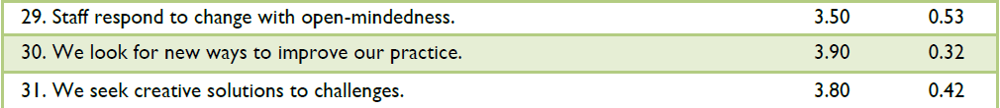 29. Staff respond to change with open-mindedness. 3.50 0.53
30. We look for new ways to improve our practice. 3.90 0.32
31. We seek creative solutions to challenges. 3.80 0.42